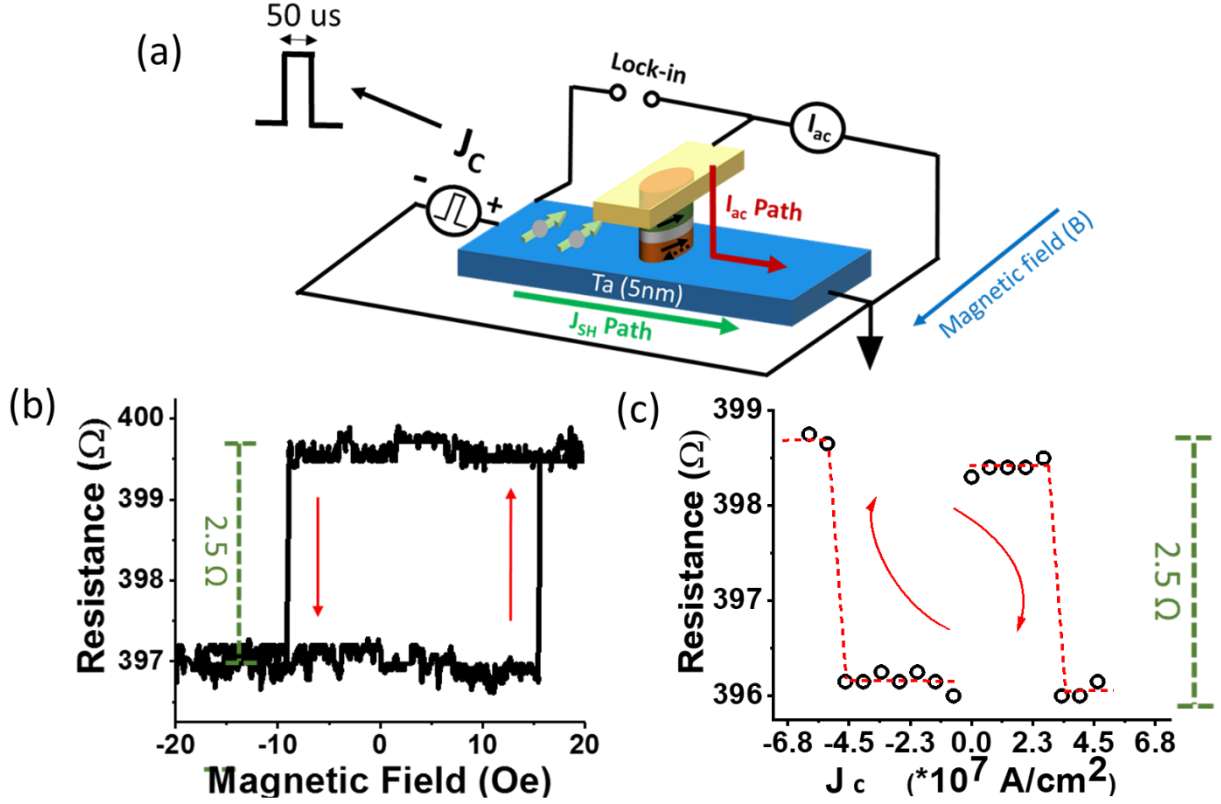 (a)
50 us
J_C
Lock-in
I_ac
-
+
I_ac Path
Ta (5nm)
J_SH Path
Magnetic field (B)
(b)
Resistance (Ω)
400
399
398
397
2.5 Ω
-20 -10 0 10 20
Magnetic Field (Oe)
(c)
Resistance (Ω)
399
398
397
396
2.5 Ω
-6.8 -4.5 -2.3 0.0 2.3 4.5 6.8
J c (*10^7 A/cm^2)